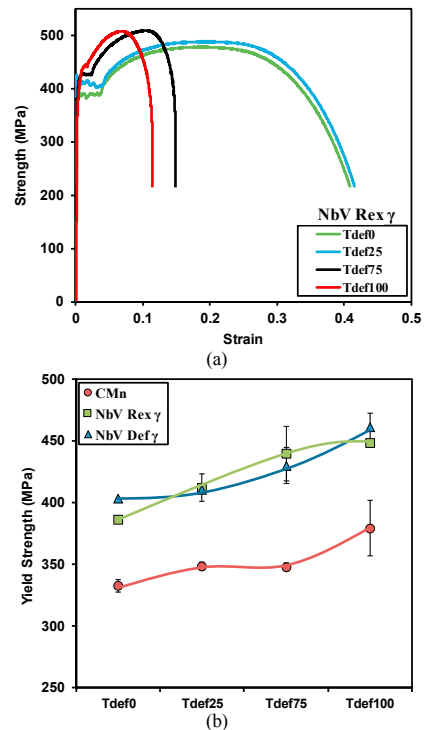 600
500
400
300
200
100
0
Strength (MPa)
0
0.1
0.2
0.3
0.4
0.5
Strain
NbV Rex γ
Tdef0
Tdef25
Tdef75
Tdef100
(a)
500
450
400
350
300
250
Yield Strength (MPa)
CMn
NbV Rex γ
NbV Def γ
Tdef0
Tdef25
Tdef75
Tdef100
(b)